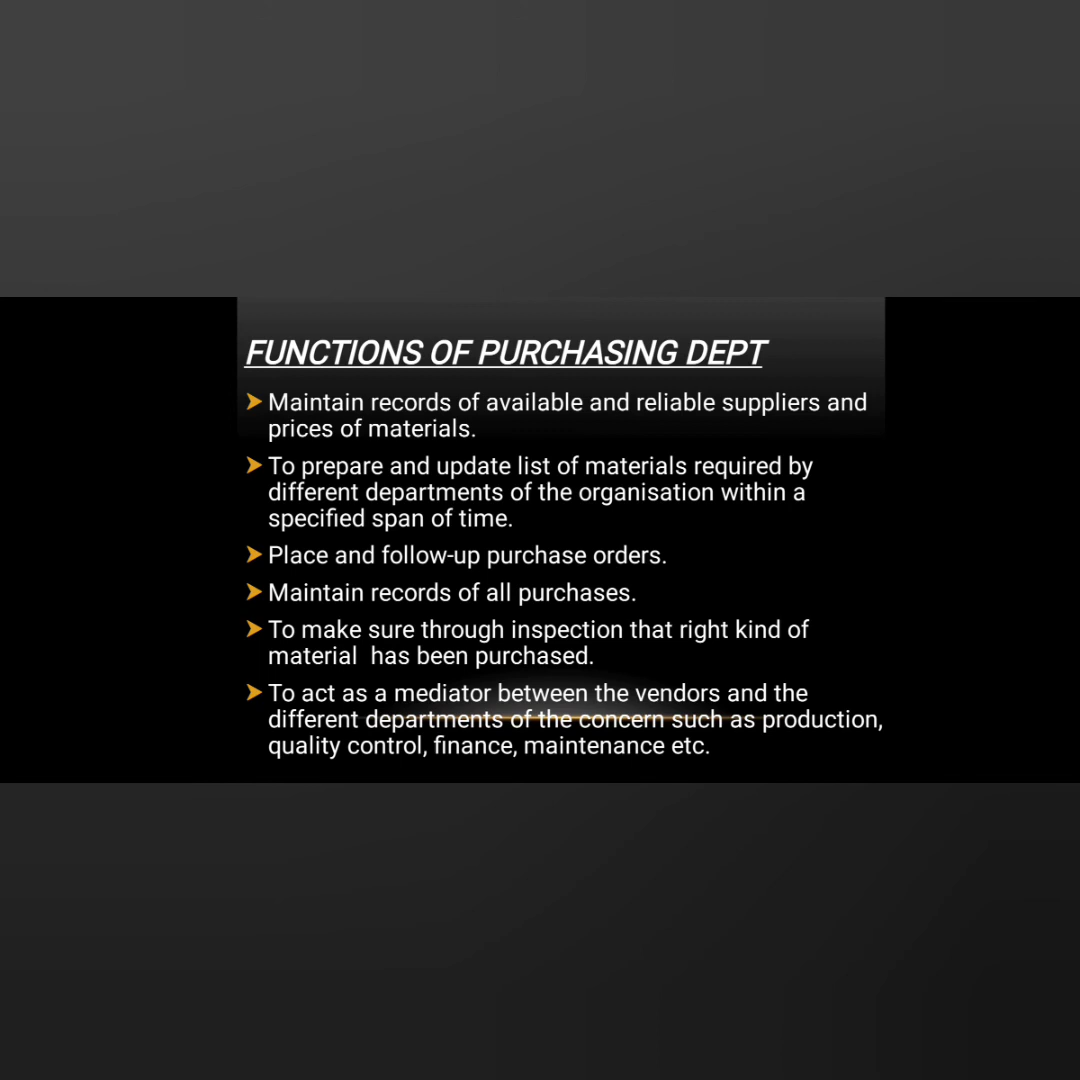 FUNCTIONS OF PURCHASING DEPT
➤ Maintain records of available and reliable suppliers and
prices of materials.
➤ To prepare and update list of materials required by
different departments of the organisation within a
specified span of time.
➤ Place and follow-up purchase orders.
➤ Maintain records of all purchases.
➤ To make sure through inspection that right kind of
material  has been purchased.
➤ To act as a mediator between the vendors and the
different departments of the concern such as production,
quality control, finance, maintenance etc.